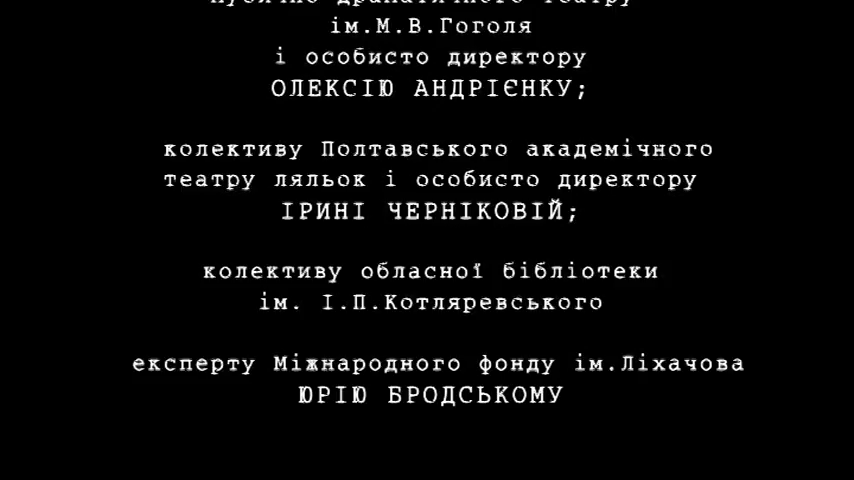 ім.М.В.Гоголя
і особисто директору
ОЛЕКСІЮ АНДРІЄНКУ;
колективу Полтавського академічного
театру ляльок і особисто директору
ІРИНІ ЧЕРНІКОВІЙ;
колективу обласної бібліотеки
ім. І.П.Котляревського
експерту Міжнародного фонду ім.Ліхачова
ЮРІЮ БРОДСЬКОМУ